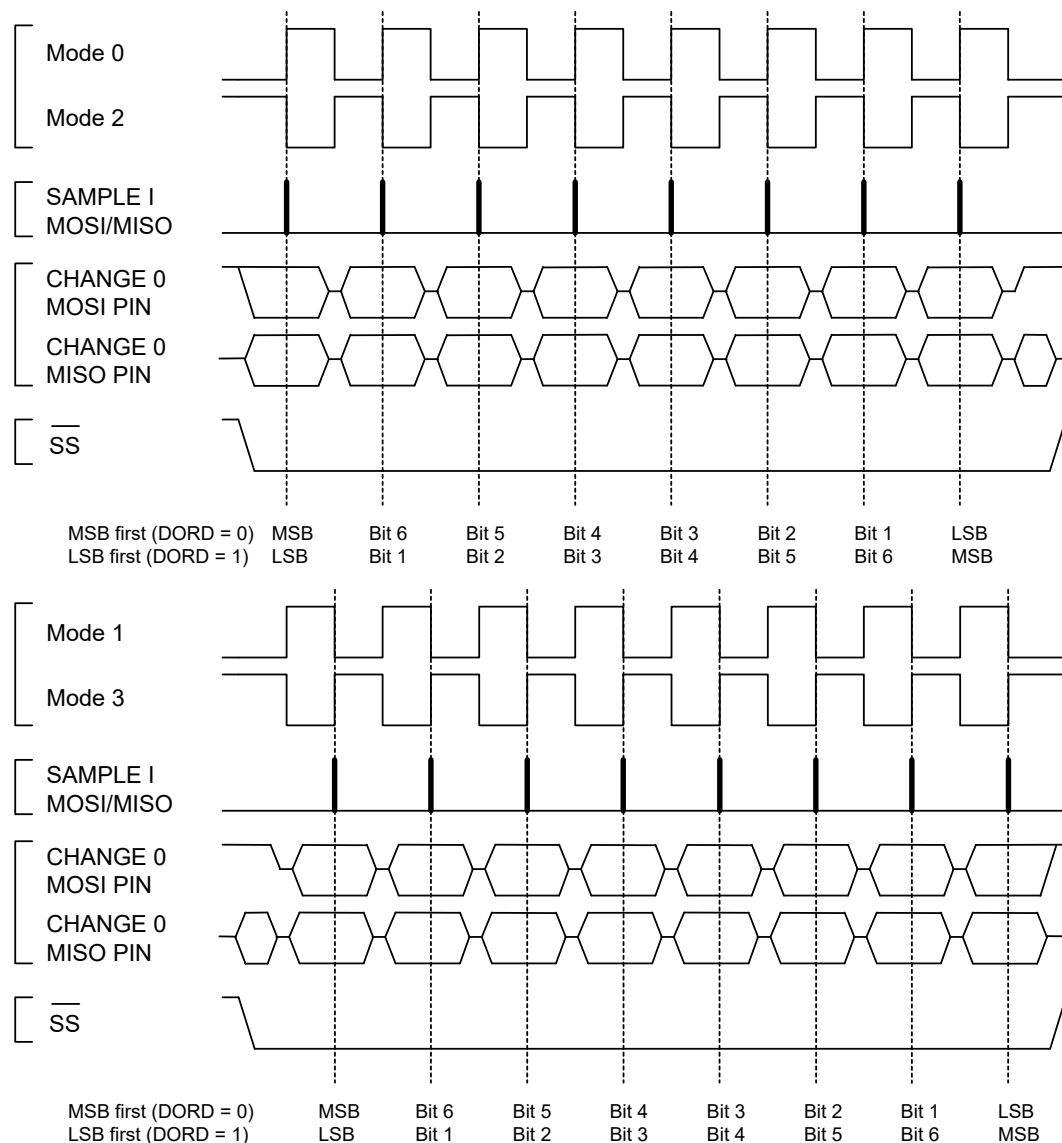 Mode 0
Mode 2
SAMPLE I
MOSI/MISO
CHANGE 0
MOSI PIN
CHANGE 0
MISO PIN
SS
MSB first (DORD = 0) MSB Bit 6 Bit 5 Bit 4 Bit 3 Bit 2 Bit 1 LSB
LSB first (DORD = 1) LSB Bit 1 Bit 2 Bit 3 Bit 4 Bit 5 Bit 6 MSB
Mode 1
Mode 3
SAMPLE I
MOSI/MISO
CHANGE 0
MOSI PIN
CHANGE 0
MISO PIN
SS
MSB first (DORD = 0) MSB Bit 6 Bit 5 Bit 4 Bit 3 Bit 2 Bit 1 LSB
LSB first (DORD = 1) LSB Bit 1 Bit 2 Bit 3 Bit 4 Bit 5 Bit 6 MSB